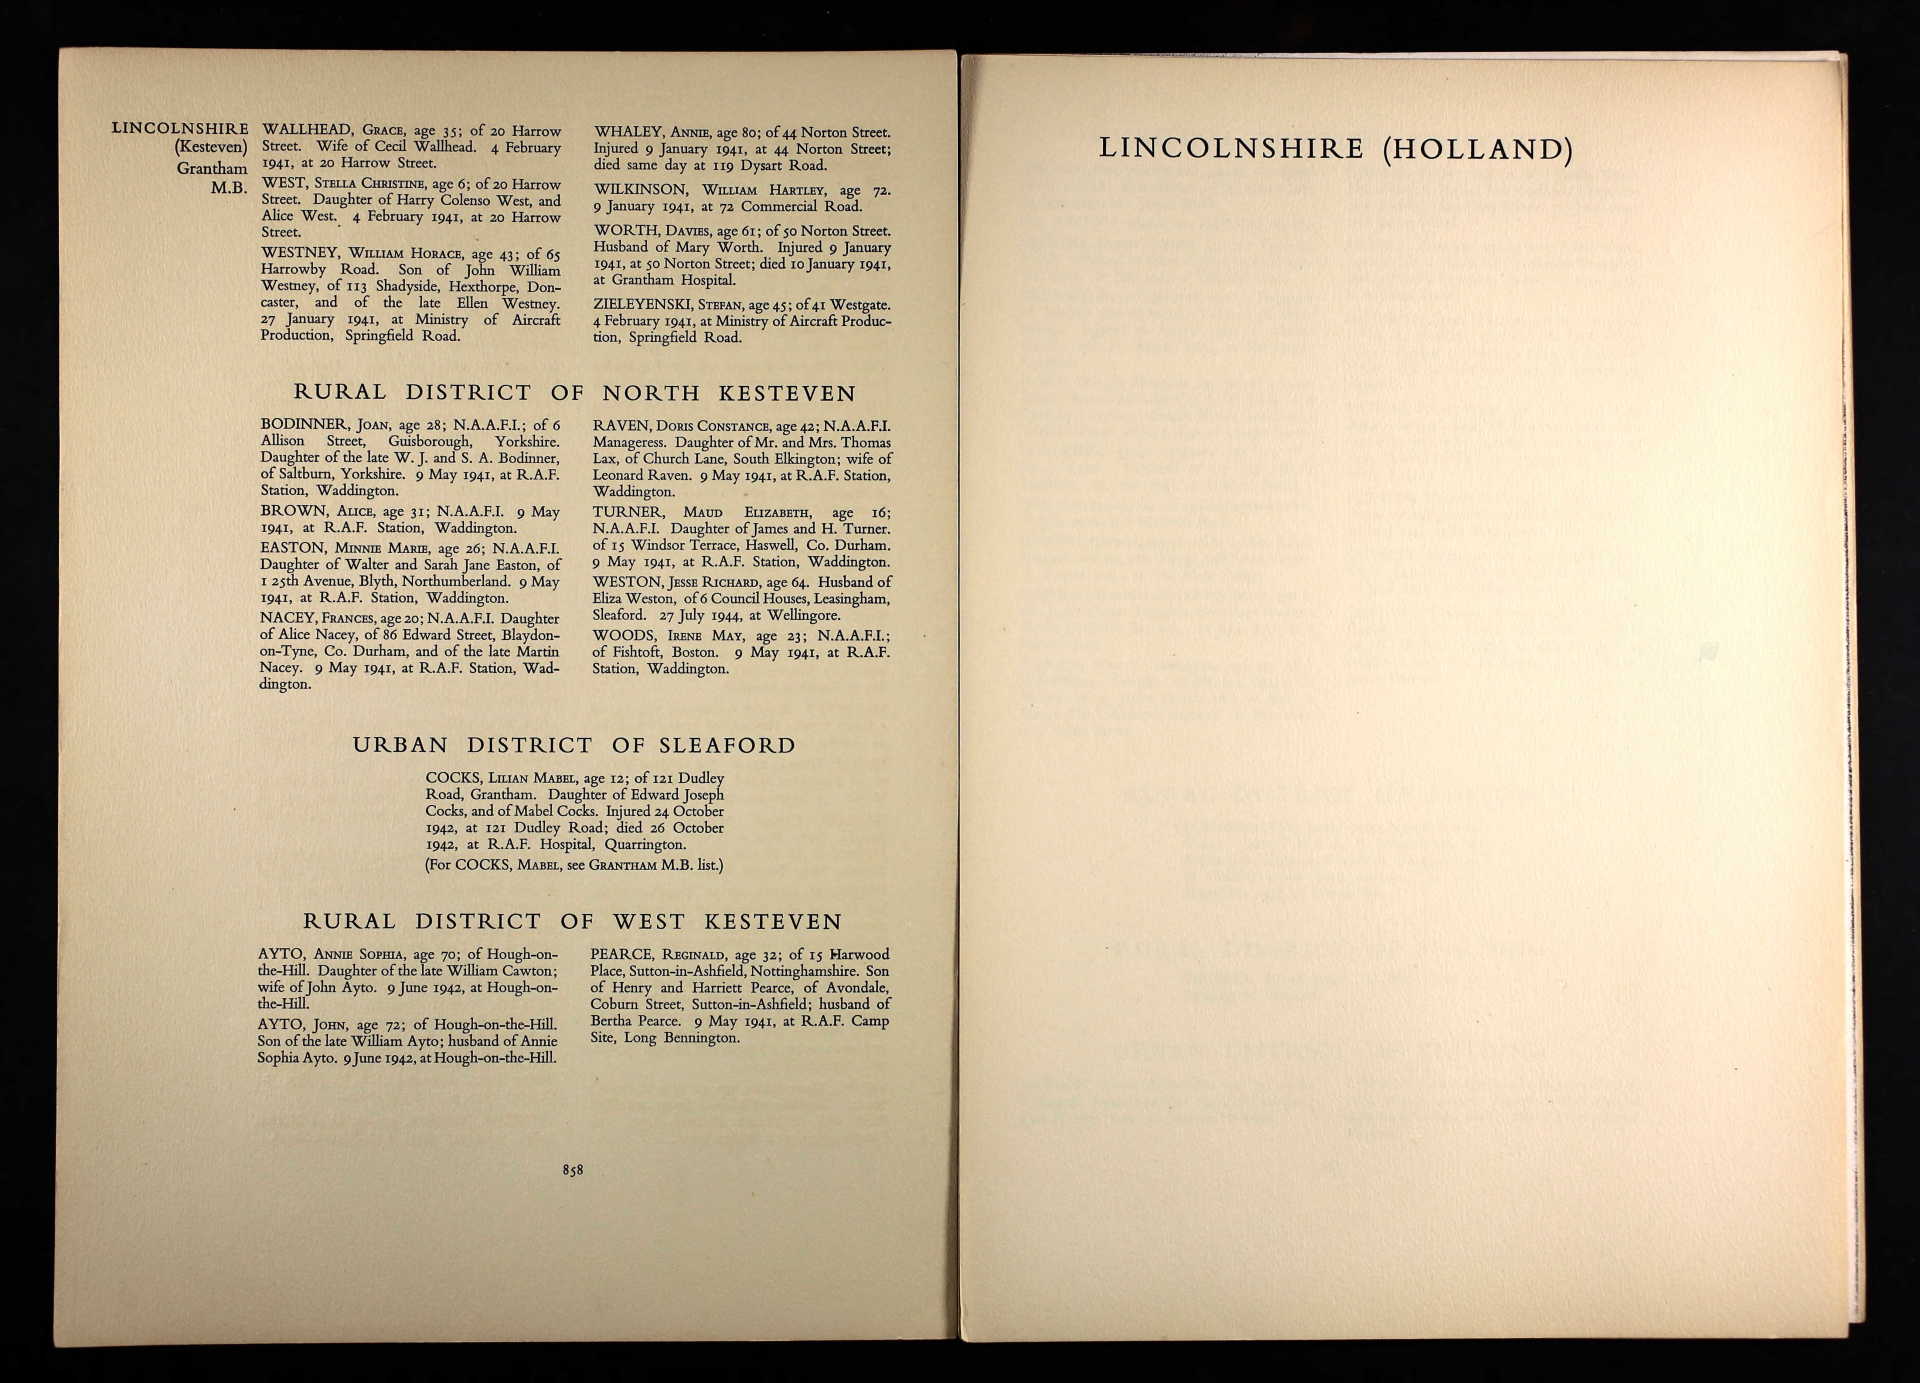 LINCOLNSHIRE
(Kesteven)
Grantham
M.B.
WALLHEAD, GRACE, age 35; of 20 Harrow
Street. Wife of Cecil Wallhead. 4 February
1941, at 20 Harrow Street.
WEST, STELLA CHRISTINE, age 6; of 20 Harrow
Street. Daughter of Harry Colenso West, and
Alice West. 4 February 1941, at 20 Harrow
Street.
WESTNEY, WILLIAM HORACE, age 43; of 65
Harrowby Road. Son of John William
Westney, of 113 Shadyside, Hexthorpe, Don-
caster, and of the late Ellen Westney.
27 January 1941, at Ministry of Aircraft
Production, Springfield Road.
WHALEY, ANNIE, age 80; of 44 Norton Street.
Injured 9 January 1941, at 44 Norton Street;
died same day at 119 Dysart Road.
WILKINSON, WILLIAM HARTLEY, age 72.
9 January 1941, at 72 Commercial Road.
WORTH, DAVIES, age 61; of 50 Norton Street.
Husband of Mary Worth. Injured 9 January
1941, at 50 Norton Street; died 10 January 1941,
at Grantham Hospital.
ZIELEYENSKI, STEFAN, age 45; of 41 Westgate.
4 February 1941, at Ministry of Aircraft Produc-
tion, Springfield Road.
RURAL DISTRICT OF NORTH KESTEVEN
BODINNER, JOAN, age 28; N.A.A.F.I.; of 6
Allison Street, Guisborough, Yorkshire.
Daughter of the late W. J. and S. A. Bodinner,
of Saltburn, Yorkshire. 9 May 1941, at R.A.F.
Station, Waddington.
BROWN, ALICE, age 31; N.A.A.F.I. 9 May
1941, at R.A.F. Station, Waddington.
EASTON, MINNIE MARIE, age 26; N.A.A.F.I.
Daughter of Walter and Sarah Jane Easton, of
1 25th Avenue, Blyth, Northumberland. 9 May
1941, at R.A.F. Station, Waddington.
NACEY, FRANCES, age 20; N.A.A.F.I. Daughter
of Alice Nacey, of 86 Edward Street, Blaydon-
on-Tyne, Co. Durham, and of the late Martin
Nacey. 9 May 1941, at R.A.F. Station, Wad-
dington.
RAVEN, DORIS CONSTANCE, age 42; N.A.A.F.I.
Manageress. Daughter of Mr. and Mrs. Thomas
Lax, of Church Lane, South Elkington; wife of
Leonard Raven. 9 May 1941, at R.A.F. Station,
Waddington.
TURNER, MAUD ELIZABETH, age 16;
N.A.A.F.I. Daughter of James and H. Turner.
of 15 Windsor Terrace, Haswell, Co. Durham.
9 May 1941, at R.A.F. Station, Waddington.
WESTON, JESSE RICHARD, age 64. Husband of
Eliza Weston, of 6 Council Houses, Leasingham,
Sleaford. 27 July 1944, at Wellingore.
WOODS, IRENE MAY, age 23; N.A.A.F.I.;
of Fishtoft, Boston. 9 May 1941, at R.A.F.
Station, Waddington.
URBAN DISTRICT OF SLEAFORD
COCKS, LILIAN MABEL, age 12; of 121 Dudley
Road, Grantham. Daughter of Edward Joseph
Cocks, and of Mabel Cocks. Injured 24 October
1942, at 121 Dudley Road; died 26 October
1942, at R.A.F. Hospital, Quarrington.
(For COCKS, MABEL, see GRANTHAM M.B. list.)
RURAL DISTRICT OF WEST KESTEVEN
AYTO, ANNIE SOPHIA, age 70; of Hough-on-
the-Hill. Daughter of the late William Cawton;
wife of John Ayto. 9 June 1942, at Hough-on-
the-Hill.
AYTO, JOHN, age 72; of Hough-on-the-Hill.
Son of the late William Ayto; husband of Annie
Sophia Ayto. 9 June 1942, at Hough-on-the-Hill.
PEARCE, REGINALD, age 32; of 15 Harwood
Place, Sutton-in-Ashfield, Nottinghamshire. Son
of Henry and Harriett Pearce, of Avondale,
Coburn Street, Sutton-in-Ashfield; husband of
Bertha Pearce. 9 May 1941, at R.A.F. Camp
Site, Long Bennington.
858
LINCOLNSHIRE (HOLLAND)